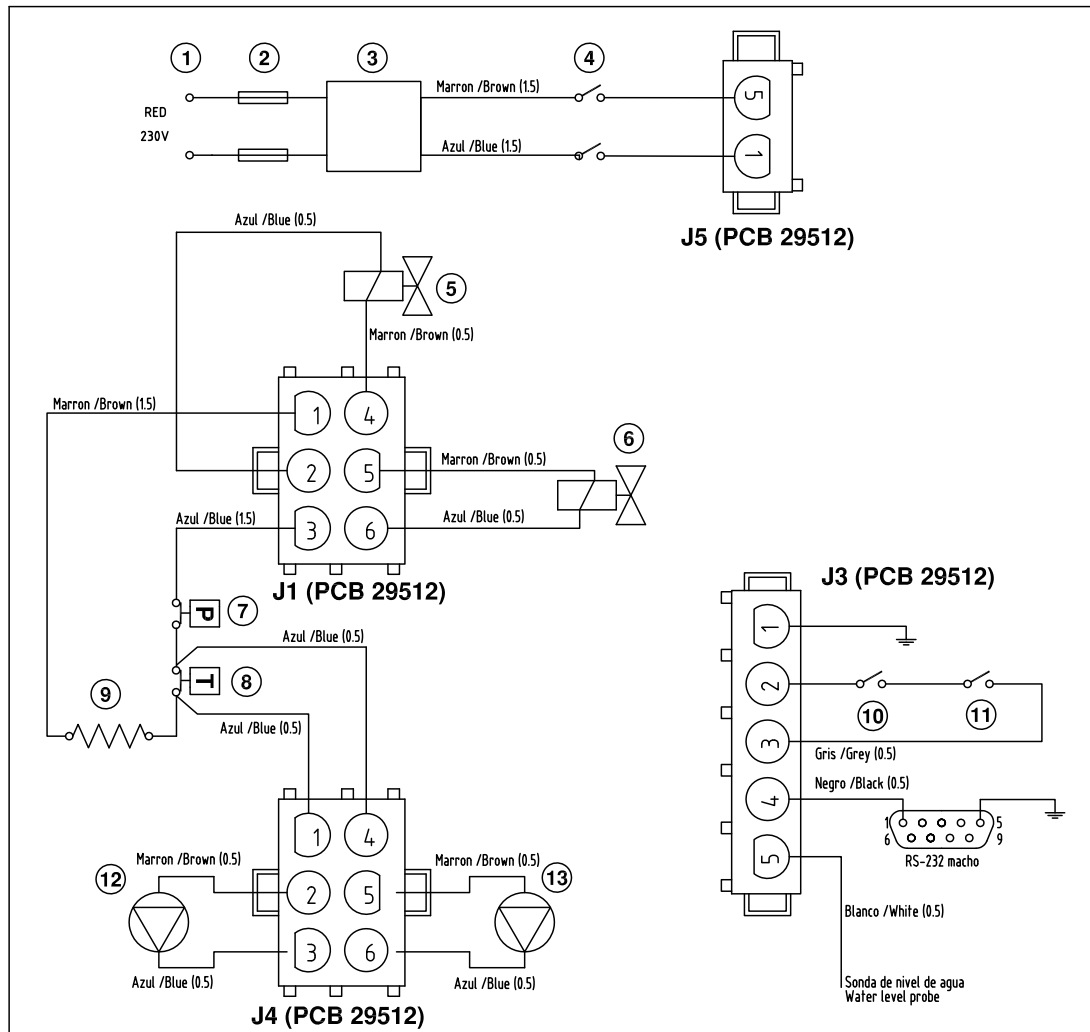 1
2
3
4
RED
230V
Marron /Brown (1.5)
Azul /Blue (1.5)
5
1
J5 (PCB 29512)
Azul /Blue (0.5)
5
Marron /Brown (0.5)
Marron /Brown (1.5)
1
4
6
2
5
Marron /Brown (0.5)
Azul /Blue (1.5)
3
6
Azul /Blue (0.5)
J1 (PCB 29512)
P
7
Azul /Blue (0.5)
T
8
9
Azul /Blue (0.5)
1
4
Marron /Brown (0.5)
Marron /Brown (0.5)
12
2
5
13
3
6
Azul /Blue (0.5)
Azul /Blue (0.5)
J4 (PCB 29512)
J3 (PCB 29512)
1
2
10
11
3
Gris /Grey (0.5)
Negro /Black (0.5)
4
1
5
6
9
RS-232 macho
5
Blanco /White (0.5)
Sonda de nivel de agua
Water level probe